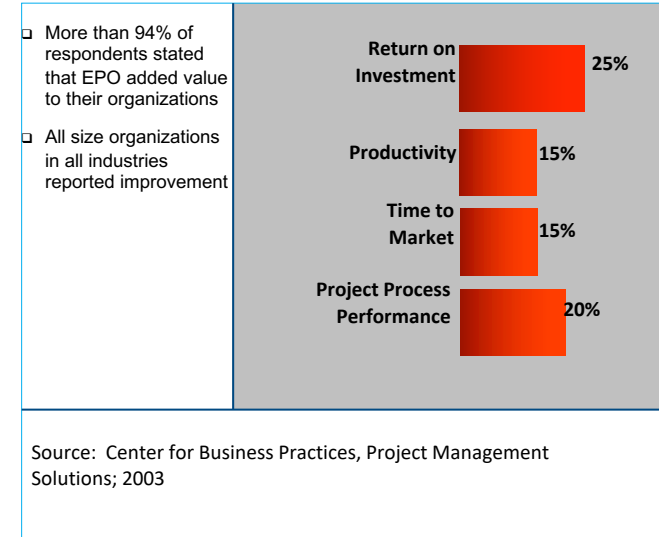 ❑ More than 94% of
respondents stated
that EPO added value
to their organizations
❑ All size organizations
in all industries
reported improvement
Return on
Investment
25%
Productivity
15%
Time to
Market
15%
Project Process
Performance
20%
Source:  Center for Business Practices, Project Management
Solutions; 2003